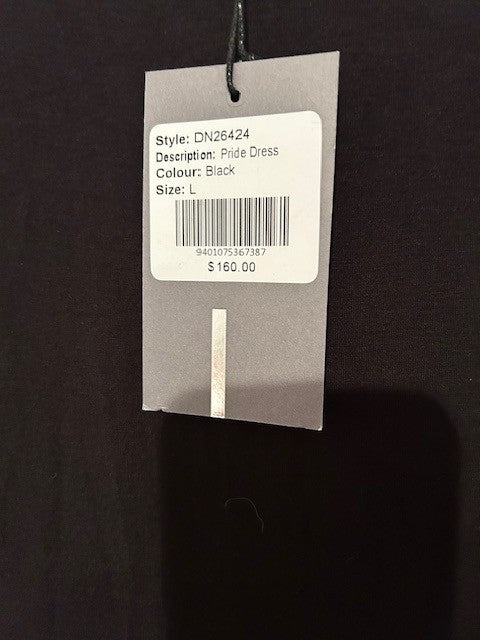 Style: DN26424
Description: Pride Dress
Colour: Black
Size: L
9401075367387
$160.00